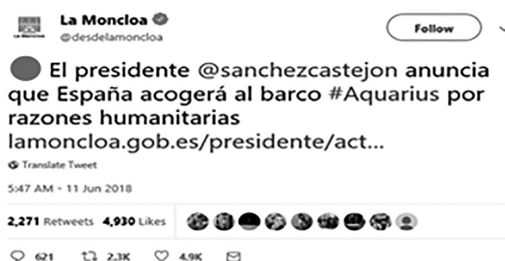 La Moncloa
@desdelamoncloa
Follow
El presidente @sanchezcastejon anuncia
que España acogerá al barco #Aquarius por
razones humanitarias
lamoncloa.gob.es/presidente/act...
Translate Tweet
5:47 AM - 11 Jun 2018
2,271 Retweets 4,930 Likes
621 2.3K 4.9K